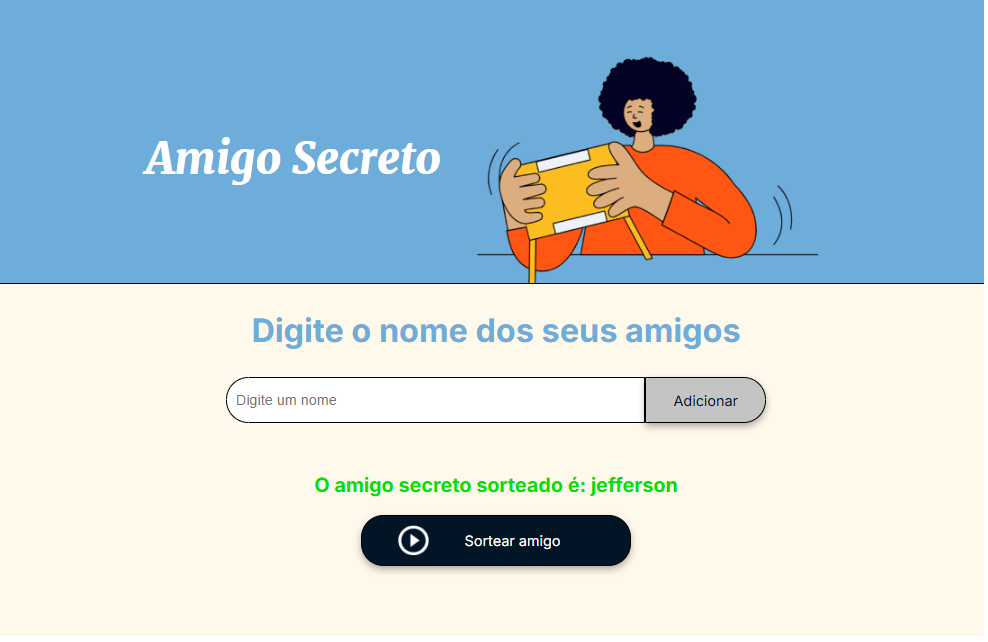 Amigo Secreto
Digite o nome dos seus amigos
Digite um nome
Adicionar
O amigo secreto sorteado é: jefferson
Sortear amigo